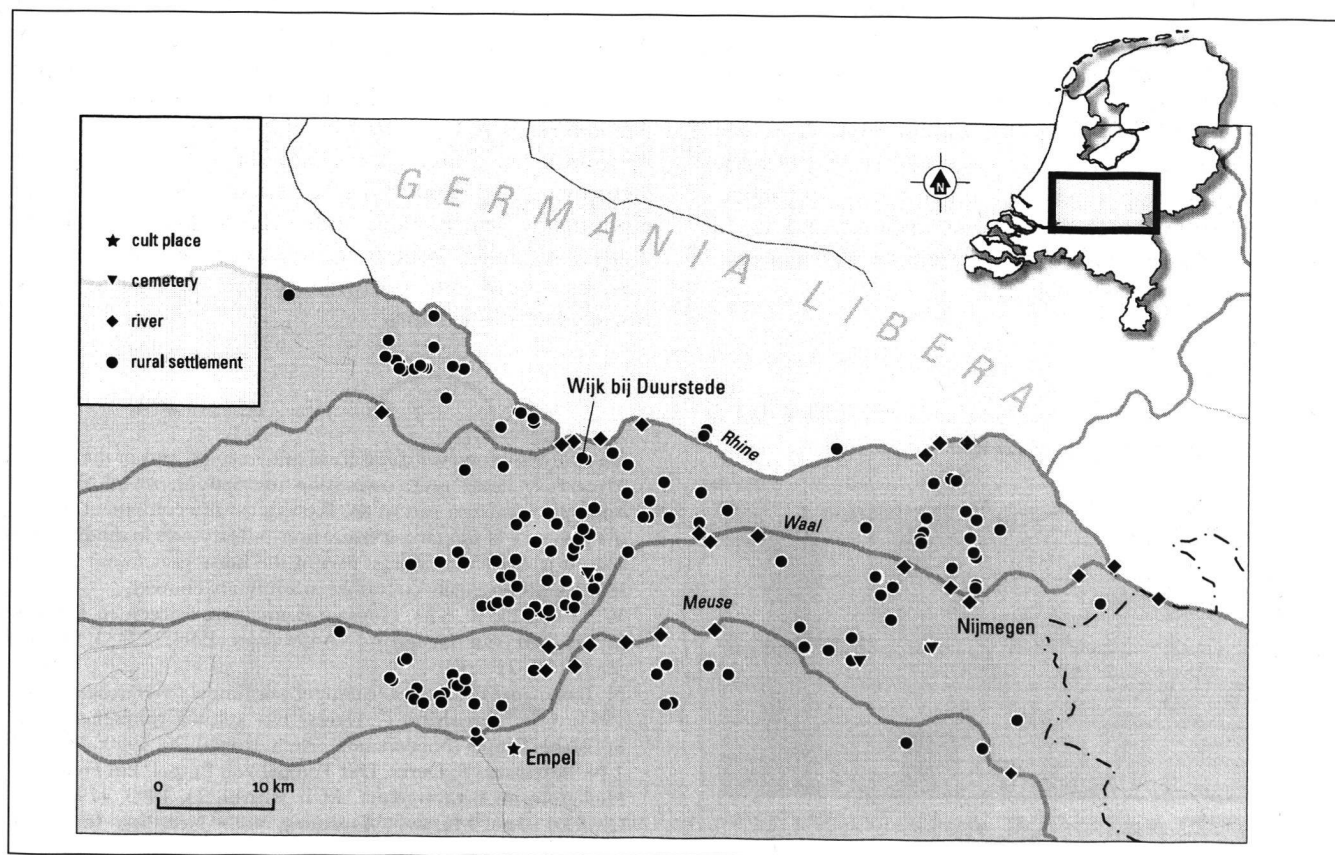 GERMANIA LIBERA
N
cult place
cemetery
river
rural settlement
Wijk bij Duurstede
Rhine
Waal
Meuse
Nijmegen
Empel
0 10 km